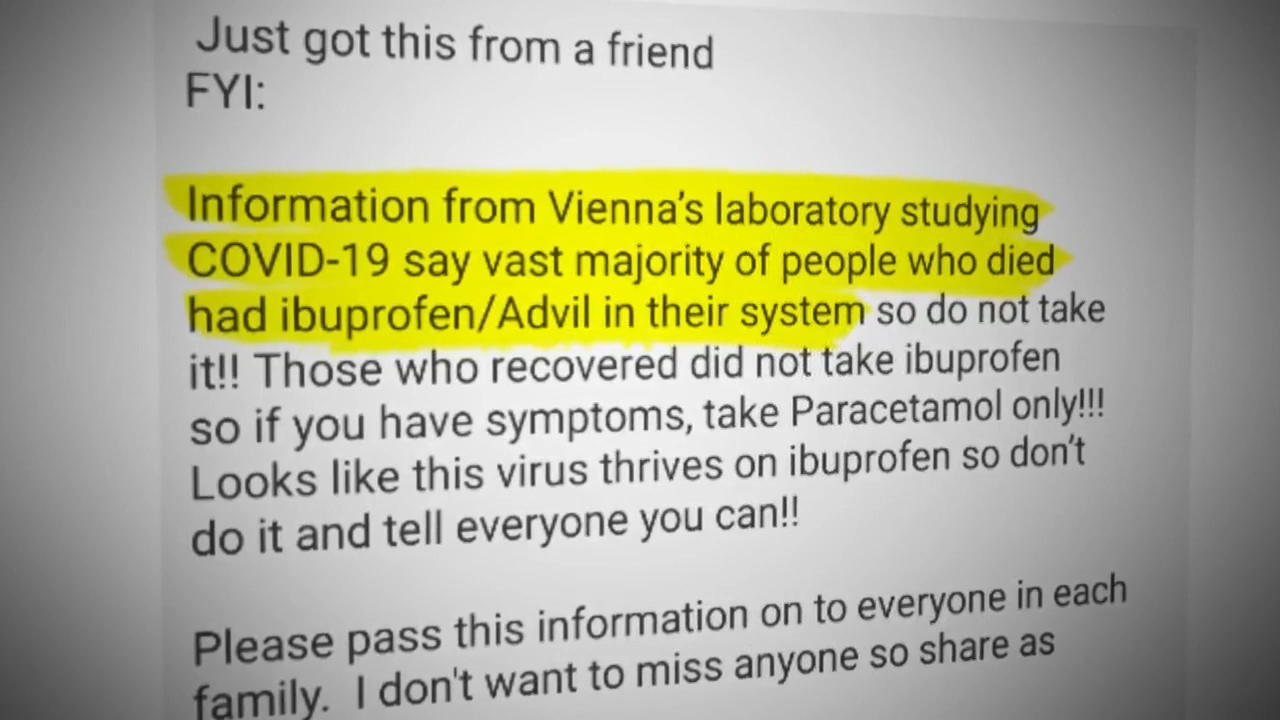 Just got this from a friend
FYI:
Information from Vienna's laboratory studying
COVID-19 say vast majority of people who died
had ibuprofen/Advil in their system so do not take
it!! Those who recovered did not take ibuprofen
so if you have symptoms, take Paracetamol only!!!
Looks like this virus thrives on ibuprofen so don't
do it and tell everyone you can!!
Please pass this information on to everyone in each
family. I don't want to miss anyone so share as